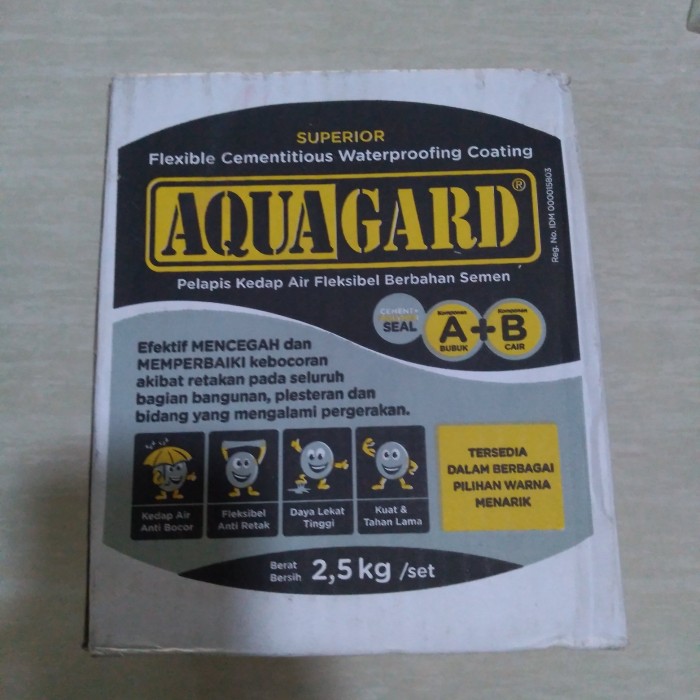 SUPERIOR
Flexible Cementitious Waterproofing Coating
AQUAGARD®
Reg. No. IDM 000015803
Pelapis Kedap Air Fleksibel Berbahan Semen
CEMENT+
SEAL
Komponen
A
BUBUK
+
Komponen
B
CAIR
Efektif MENCEGAH dan
MEMPERBAIKI kebocoran
akibat retakan pada seluruh
bagian bangunan, plesteran dan
bidang yang mengalami pergerakan.
Kedap Air
Anti Bocor
Fleksibel
Anti Retak
Daya Lekat
Tinggi
Kuat &
Tahan Lama
TERSEDIA
DALAM BERBAGAI
PILIHAN WARNA
MENARIK
Berat
Bersih
2,5 kg /set